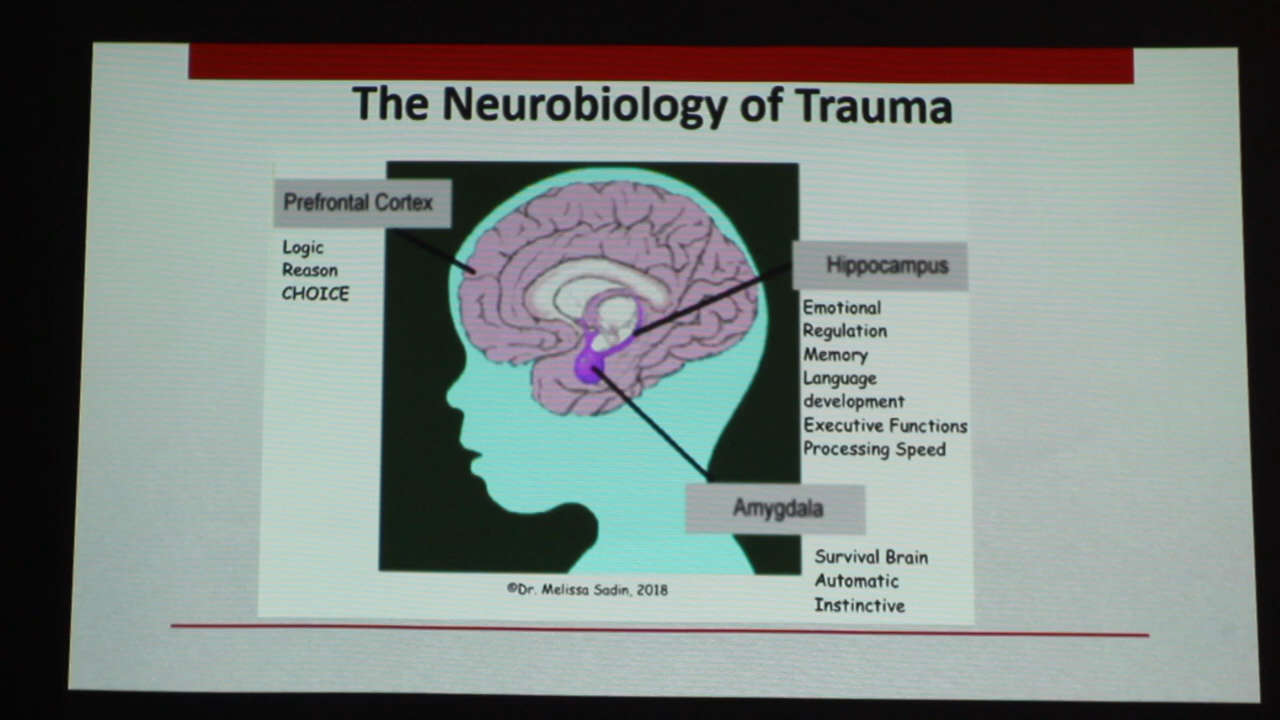 The Neurobiology of Trauma
Prefrontal Cortex
Logic
Reason
CHOICE
Hippocampus
Emotional
Regulation
Memory
Language
development
Executive Functions
Processing Speed
Amygdala
Survival Brain
Automatic
Instinctive
©Dr. Melissa Sadin, 2018